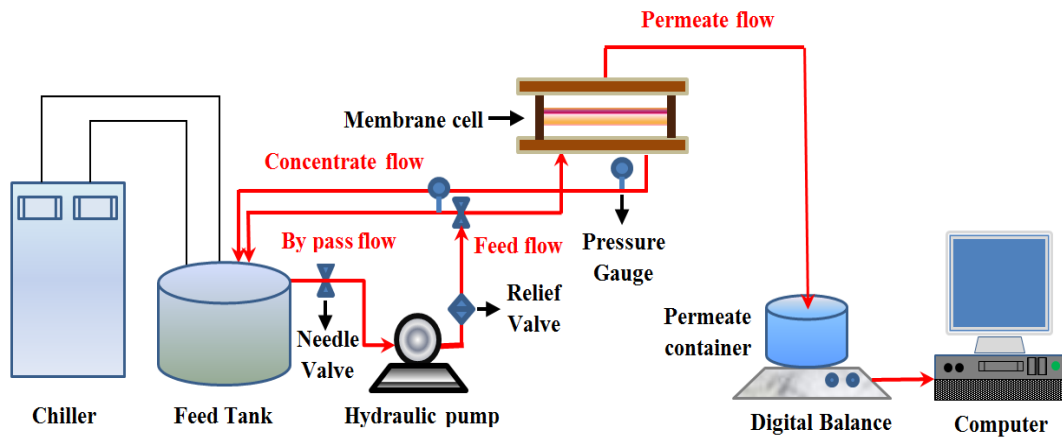 Permeate flow
Membrane cell
Concentrate flow
By pass flow
Feed flow
Pressure
Gauge
Relief
Valve
Needle
Valve
Permeate
container
Chiller
Feed Tank
Hydraulic pump
Digital Balance
Computer